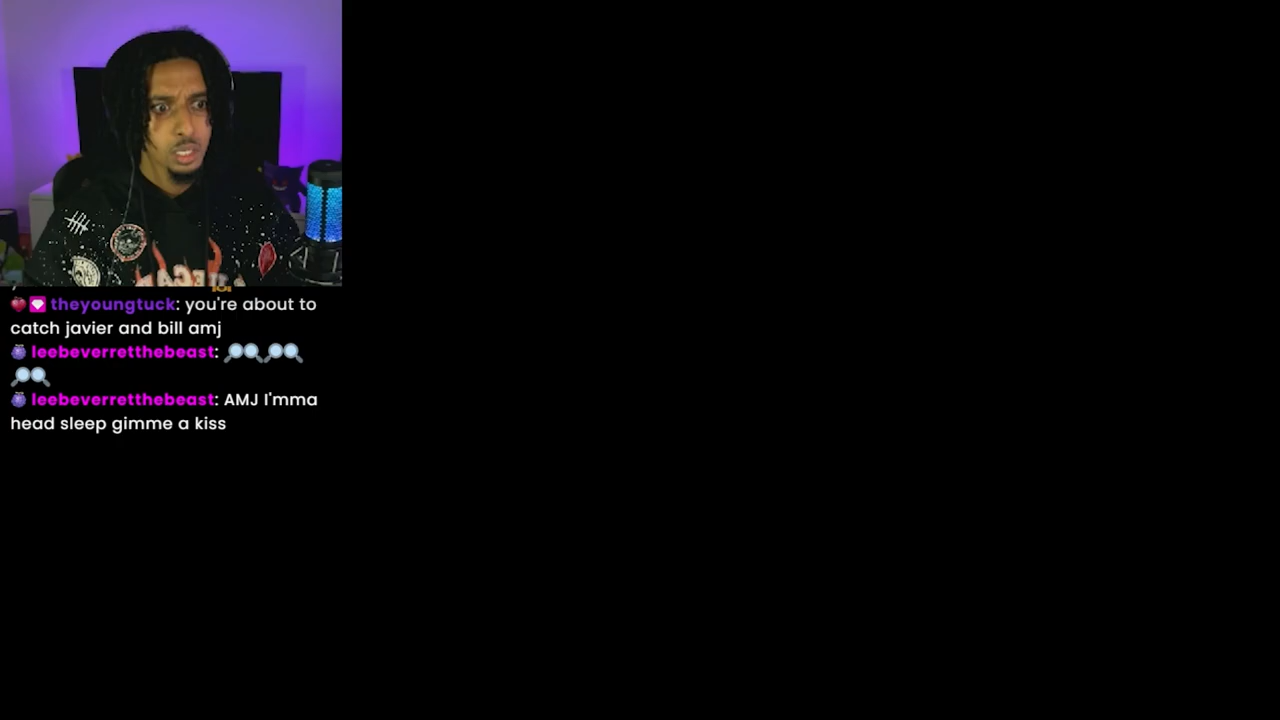 theyoungtuck: you're about to
catch javier and bill amj
leebeverretthebeast:
leebeverretthebeast: AMJ I'mma
head sleep gimme a kiss